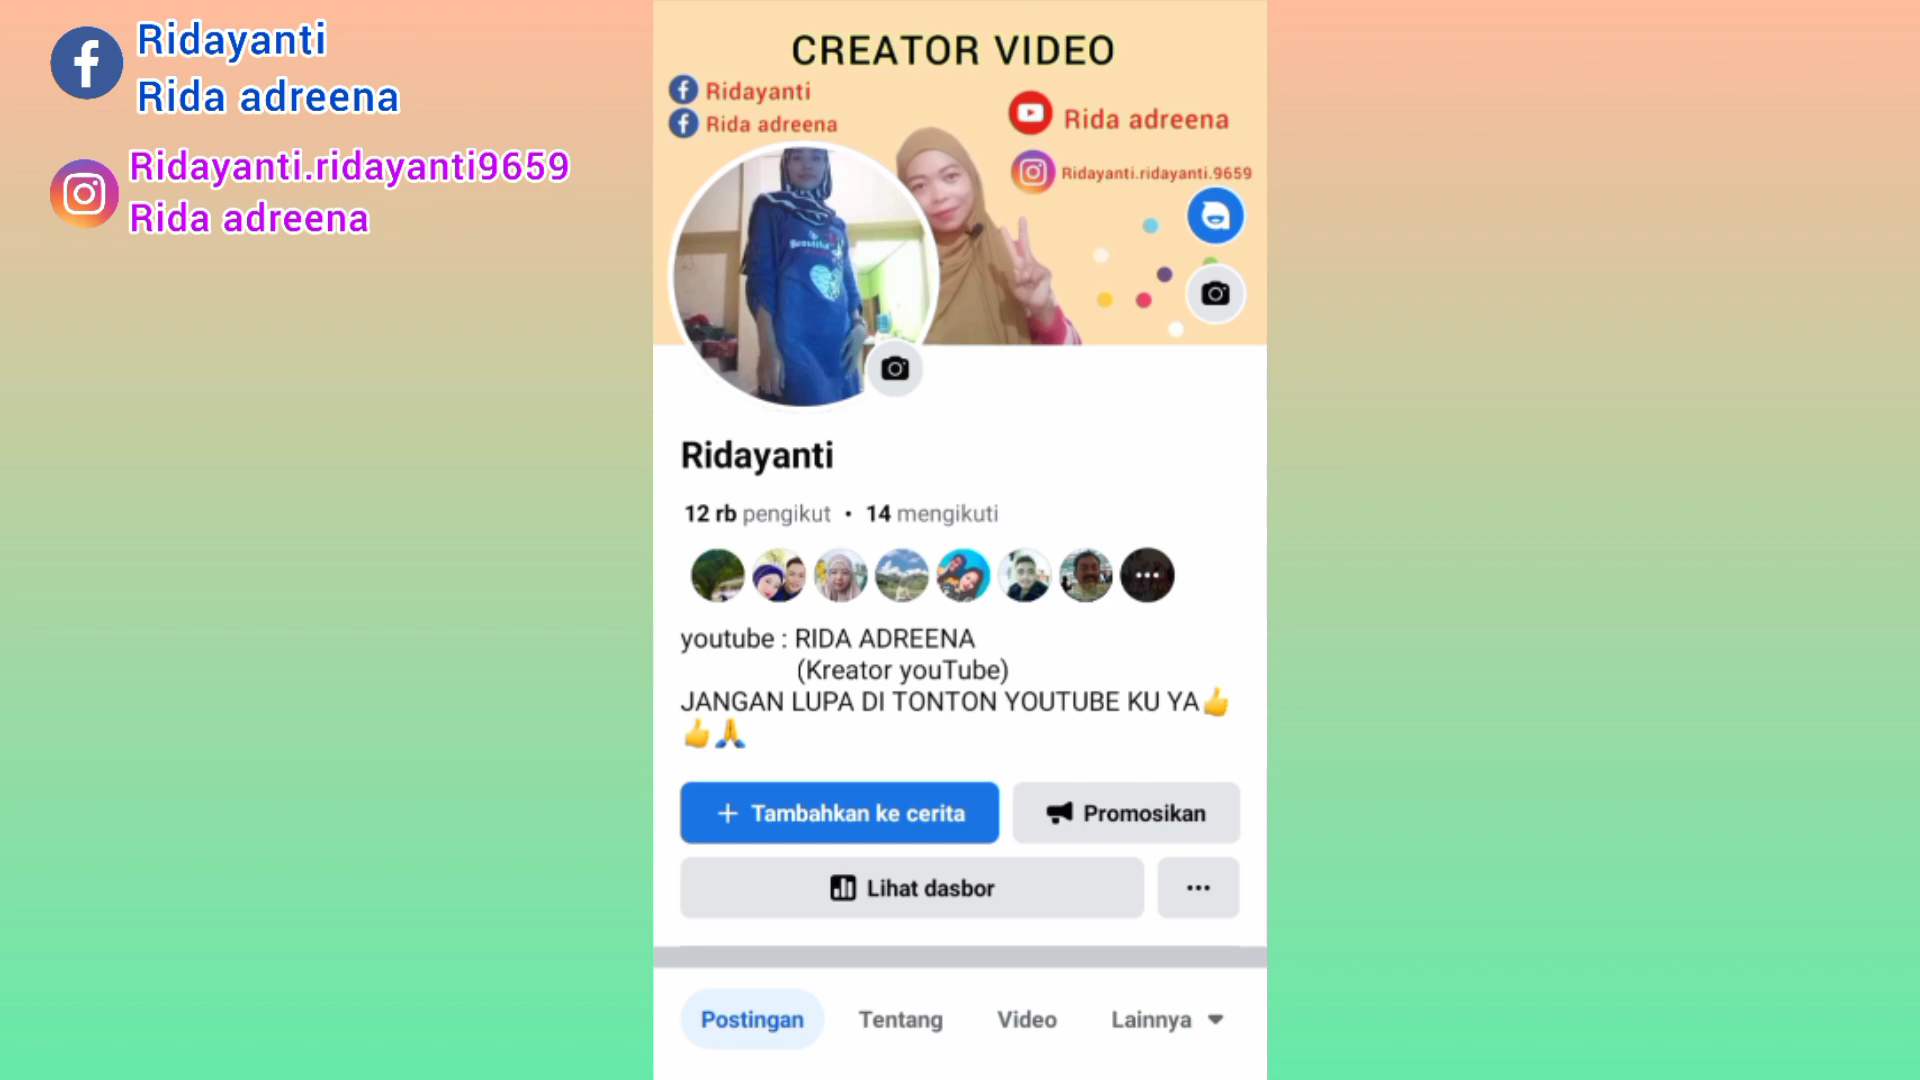 Ridayanti
Rida adreena
Ridayanti.ridayanti9659
Rida adreena
CREATOR VIDEO
Ridayanti
Rida adreena
Rida adreena
Ridayanti.ridayanti.9659
Beautiful
Ridayanti
12 rb pengikut • 14 mengikuti
youtube : RIDA ADREENA
(Kreator youTube)
JANGAN LUPA DI TONTON YOUTUBE KU YA👍
👍🙏
+ Tambahkan ke cerita
Promosikan
Lihat dasbor
Postingan
Tentang
Video
Lainnya